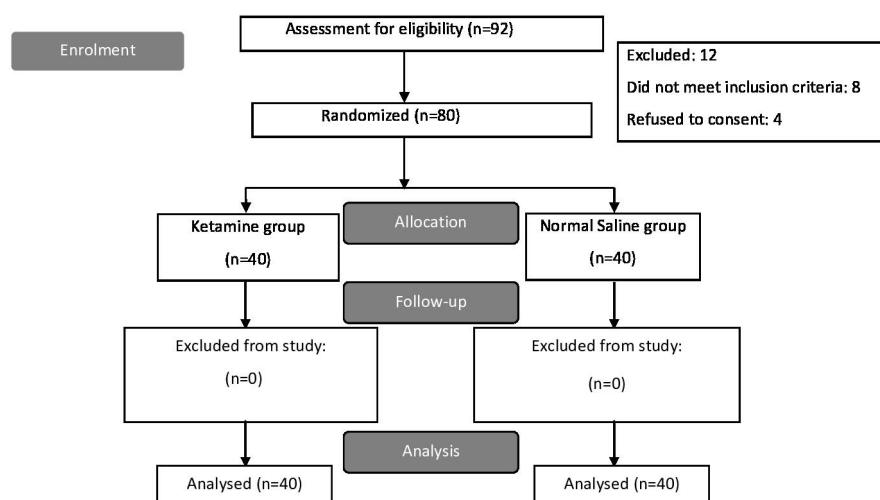 Assessment for eligibility (n=92)
Enrolment
Excluded: 12
Did not meet inclusion criteria: 8
Refused to consent: 4
Randomized (n=80)
Allocation
Ketamine group
(n=40)
Normal Saline group
(n=40)
Follow-up
Excluded from study:
(n=0)
Excluded from study:
(n=0)
Analysis
Analysed (n=40)
Analysed (n=40)